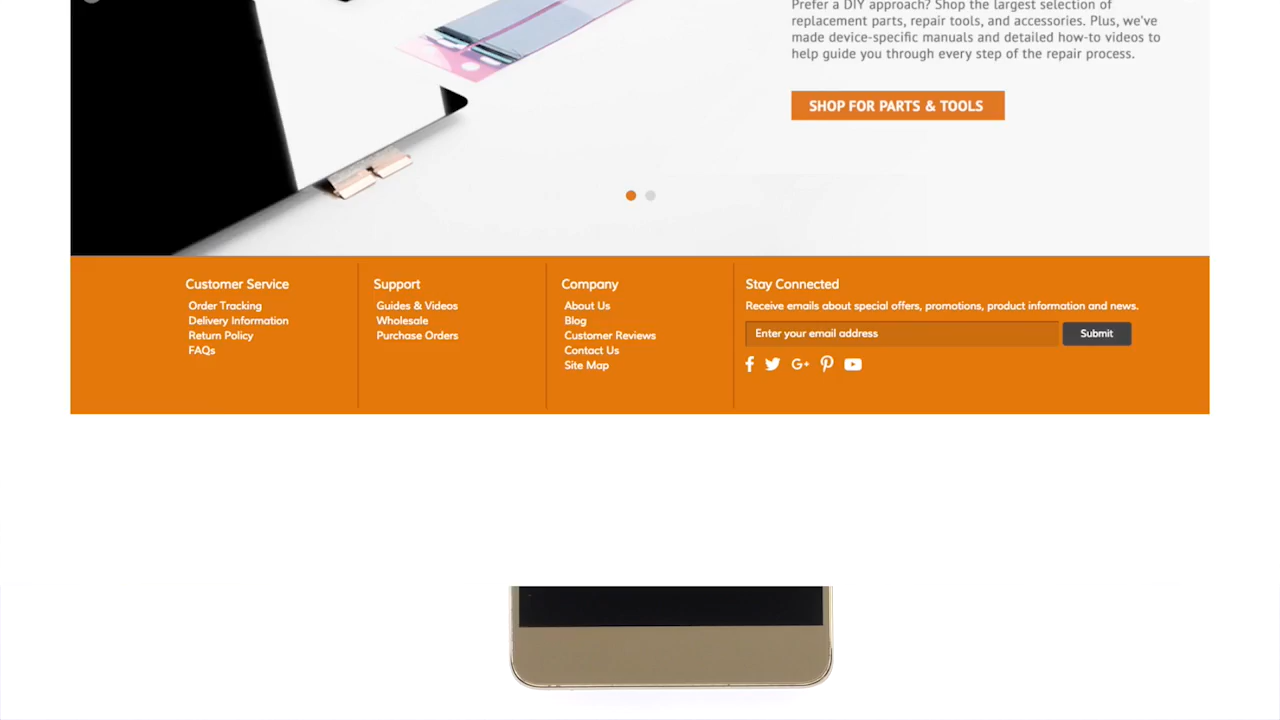 Prefer a DIY approach? Shop the largest selection of
replacement parts, repair tools, and accessories. Plus, we've
made device-specific manuals and detailed how-to videos to
help guide you through every step of the repair process.
SHOP FOR PARTS & TOOLS
Customer Service
Order Tracking
Delivery Information
Return Policy
FAQs
Support
Guides & Videos
Wholesale
Purchase Orders
Company
About Us
Blog
Customer Reviews
Contact Us
Site Map
Stay Connected
Receive emails about special offers, promotions, product information and news.
Enter your email address
Submit